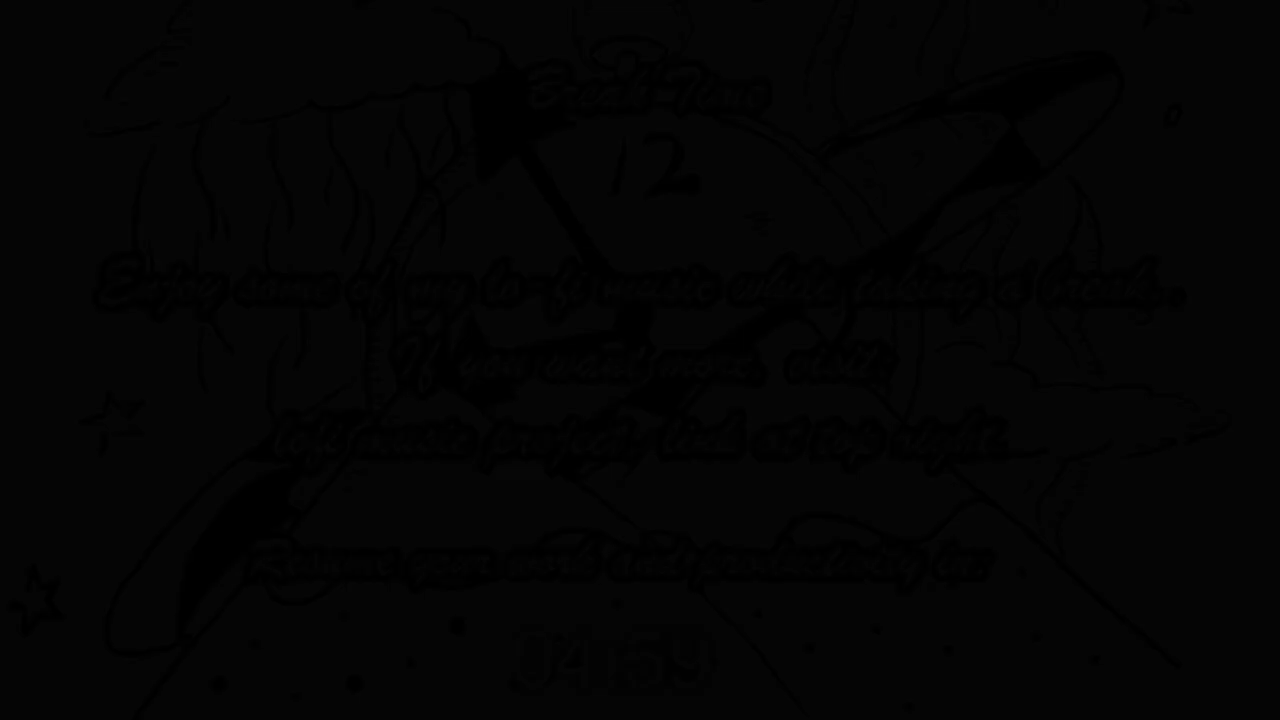 Break-Time
12
Enjoy some of my lo-fi music while taking a break.
If you want more, visit:
lofi music project, link at top right.
Resume your work and productivity in:
04:59